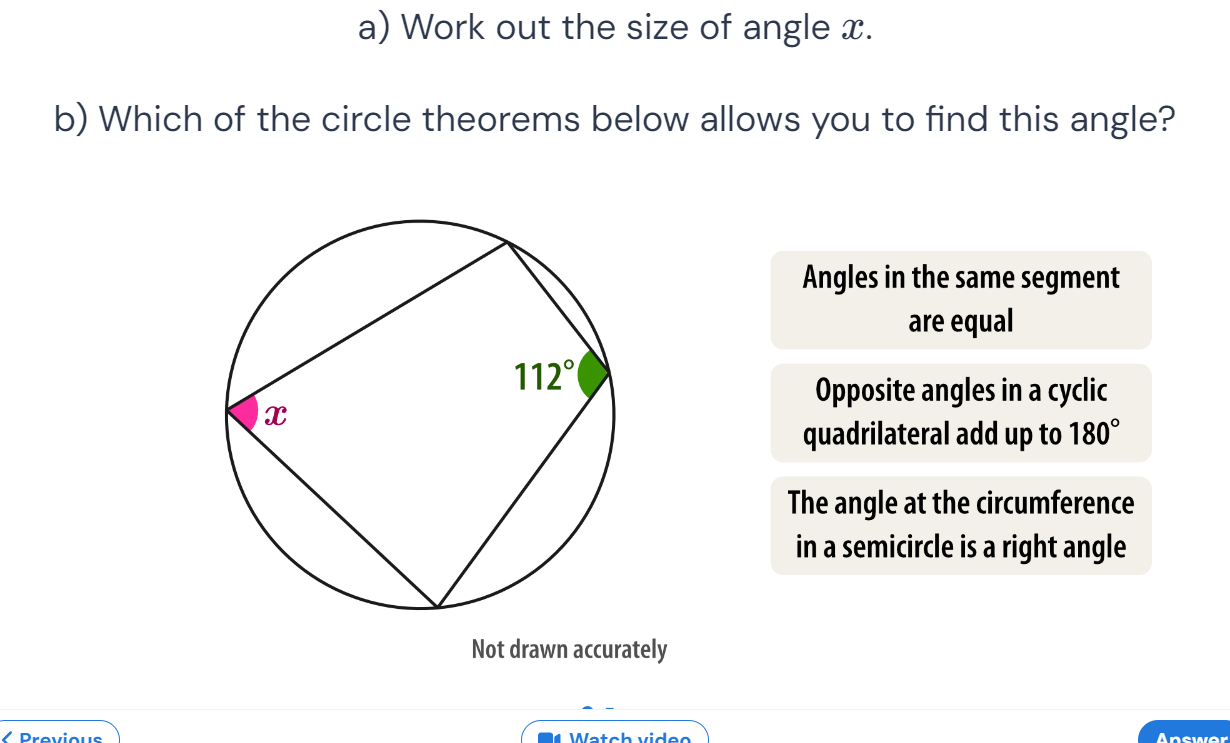 a) Work out the size of angle x.
b) Which of the circle theorems below allows you to find this angle?
Angles in the same segment
are equal
112°
x
Opposite angles in a cyclic
quadrilateral add up to 180°
The angle at the circumference
in a semicircle is a right angle
Not drawn accurately
Previous
Watch video
Answer